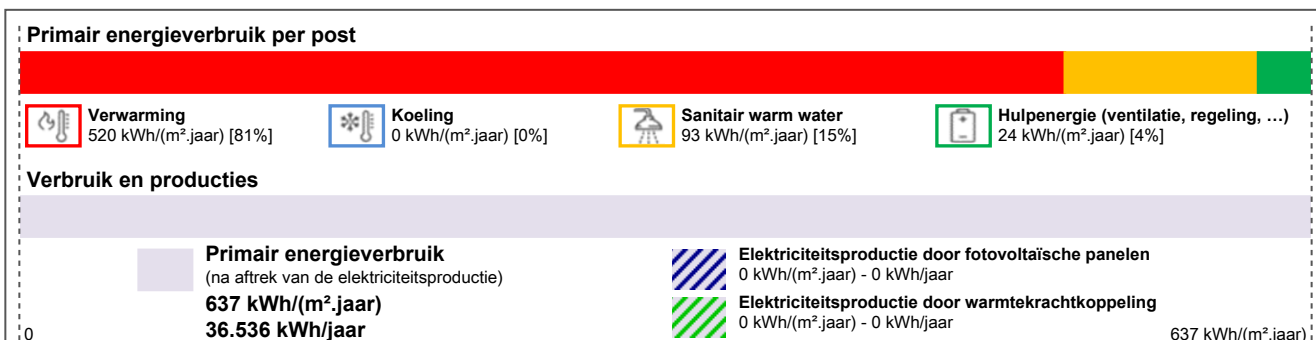 Primair energieverbruik per post
Verwarming
520 kWh/(m².jaar) [81%]
Koeling
0 kWh/(m².jaar) [0%]
Sanitair warm water
93 kWh/(m².jaar) [15%]
Hulpenergie (ventilatie, regeling, …)
24 kWh/(m².jaar) [4%]
Verbruik en producties
Primair energieverbruik
(na aftrek van de elektriciteitsproductie)
637 kWh/(m².jaar)
36.536 kWh/jaar
Elektriciteitsproductie door fotovoltaïsche panelen
0 kWh/(m².jaar) - 0 kWh/jaar
Elektriciteitsproductie door warmtekrachtkoppeling
0 kWh/(m².jaar) - 0 kWh/jaar
0
637 kWh/(m².jaar)